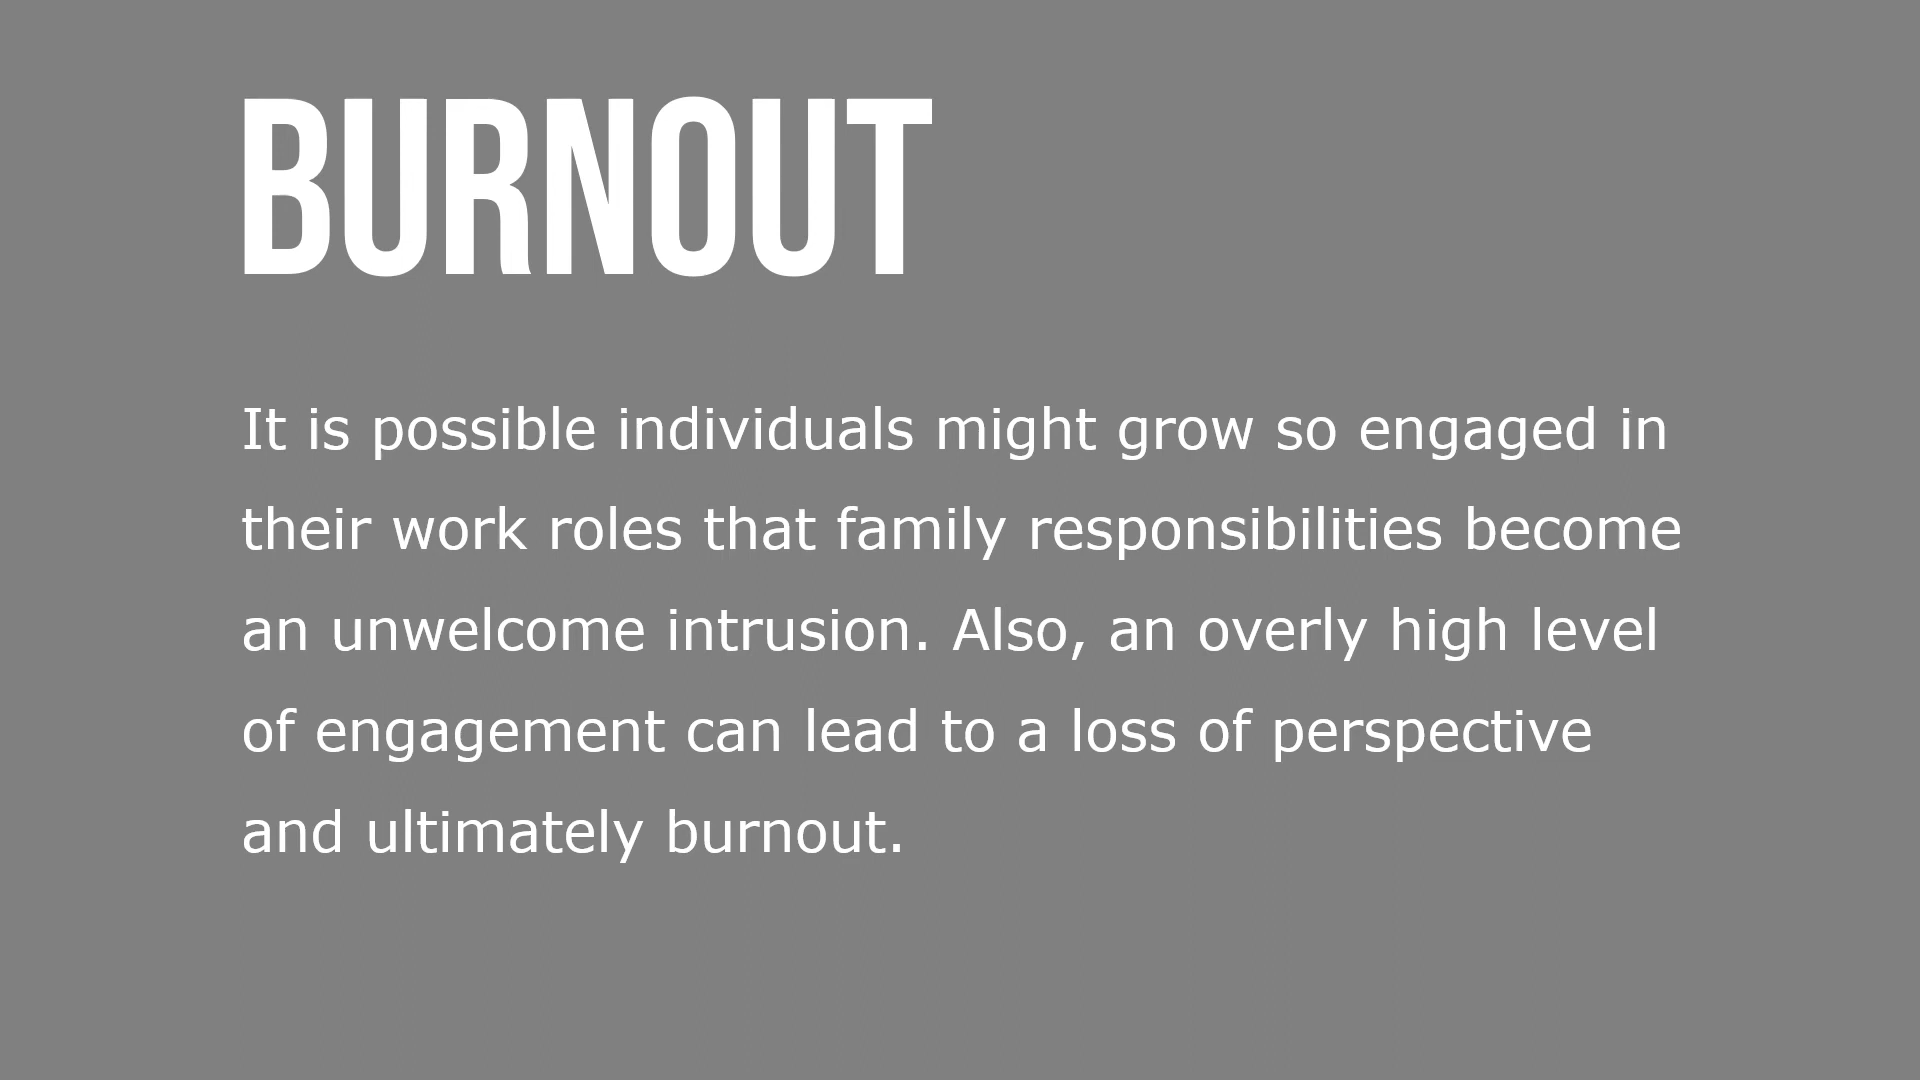 BURNOUT
It is possible individuals might grow so engaged in
their work roles that family responsibilities become
an unwelcome intrusion. Also, an overly high level
of engagement can lead to a loss of perspective
and ultimately burnout.